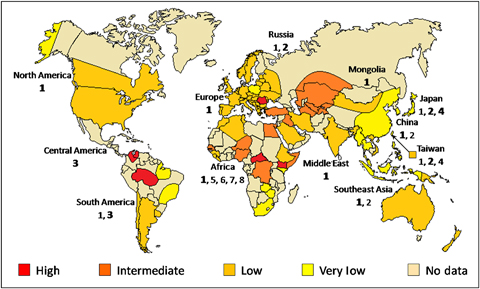 Russia
1, 2
North America
1
Mongolia
1
Europe
1
Japan
1, 2, 4
China
1, 2
Central America
3
Africa
1, 5, 6, 7, 8
Middle East
1
Taiwan
1, 2, 4
South America
1, 3
Southeast Asia
1, 2
High
Intermediate
Low
Very low
No data